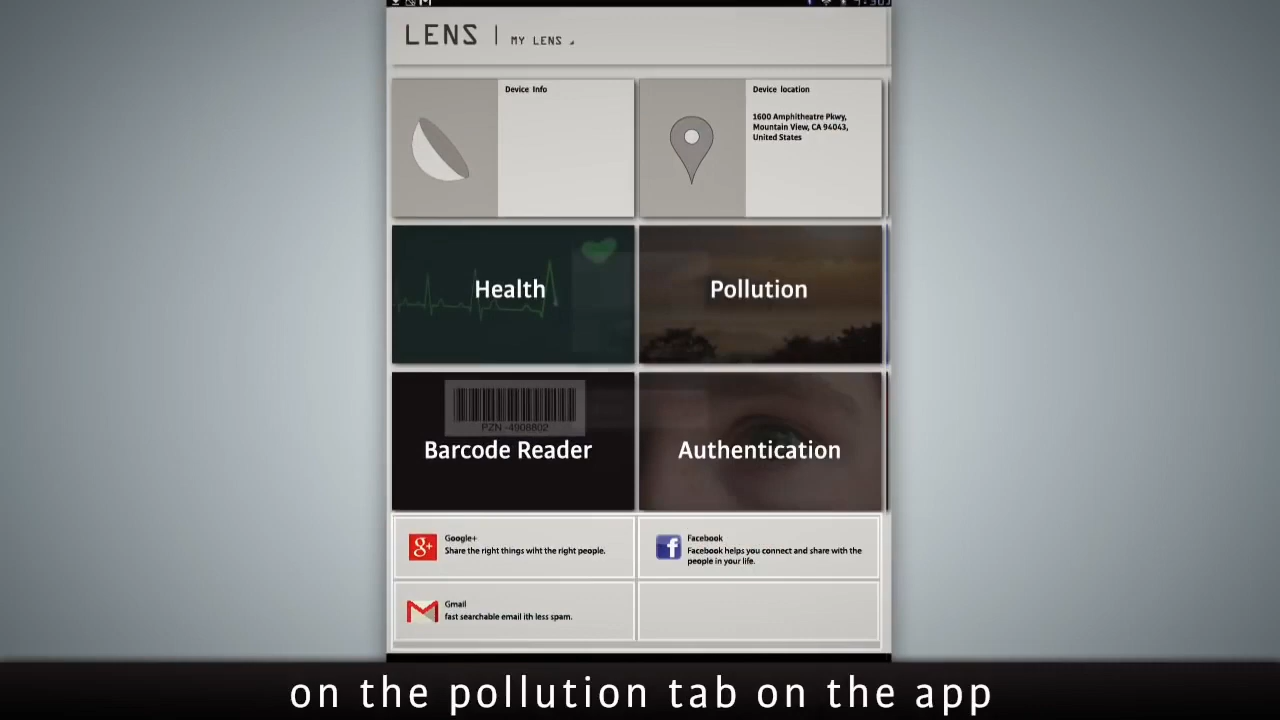 LENS | MY LENS
Device Info
Device location
1600 Amphitheatre Pkwy,
Mountain View, CA 94043,
United States
Health
Pollution
PZN -4908802
Barcode Reader
Authentication
Google+
Share the right things wiht the right people.
Facebook
Facebook helps you connect and share with the
people in your life.
Gmail
fast searchable email ith less spam.
on the pollution tab on the app